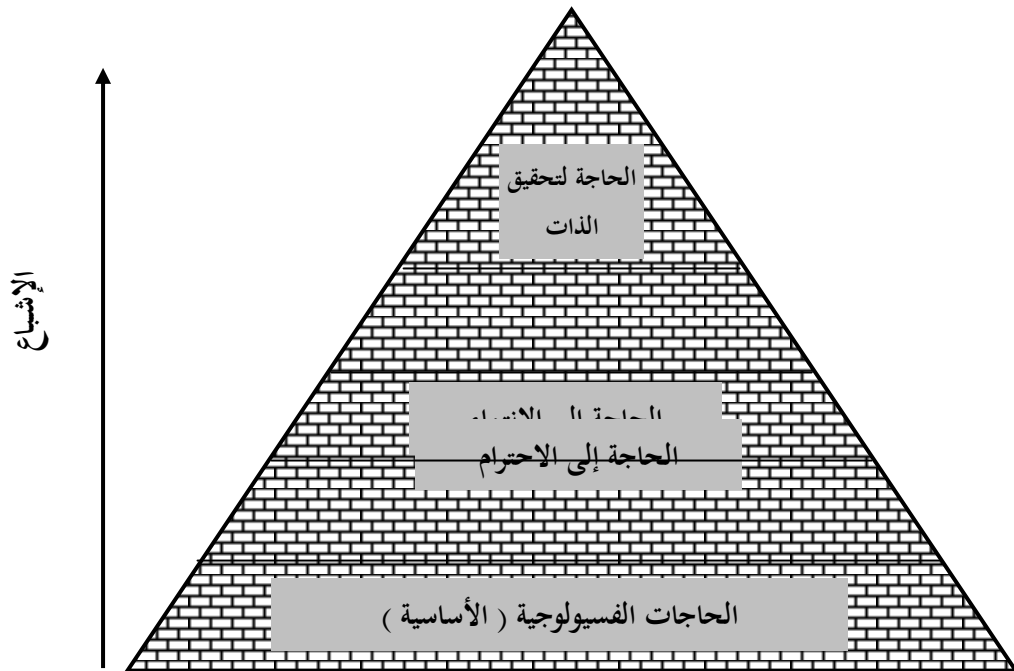 الحاجة لتحقيق
الذات
الإشباع
الحاجة إلى الاحترام
الحاجات الفسيولوجية ( الأساسية )